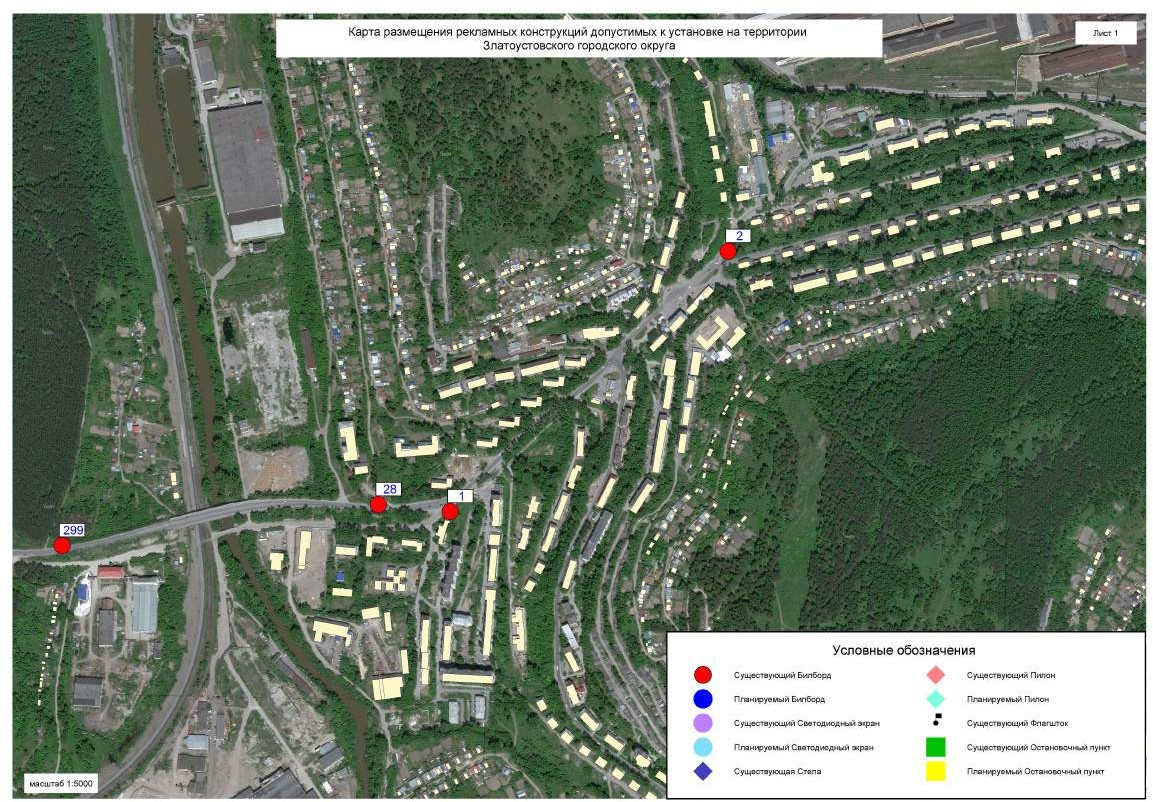 Карта размещения рекламных конструкций допустимых к установке на территории
Златоустовского городского округа
Лист 1
2
28
1
299
Условные обозначения
Существующий Билборд
Планируемый Билборд
Существующий Светодиодный экран
Планируемый Светодиодный экран
Существующая Стела
Существующий Пилон
Планируемый Пилон
Существующий Флагшток
Существующий Остановочный пункт
Планируемый Остановочный пункт
масштаб 1:5000